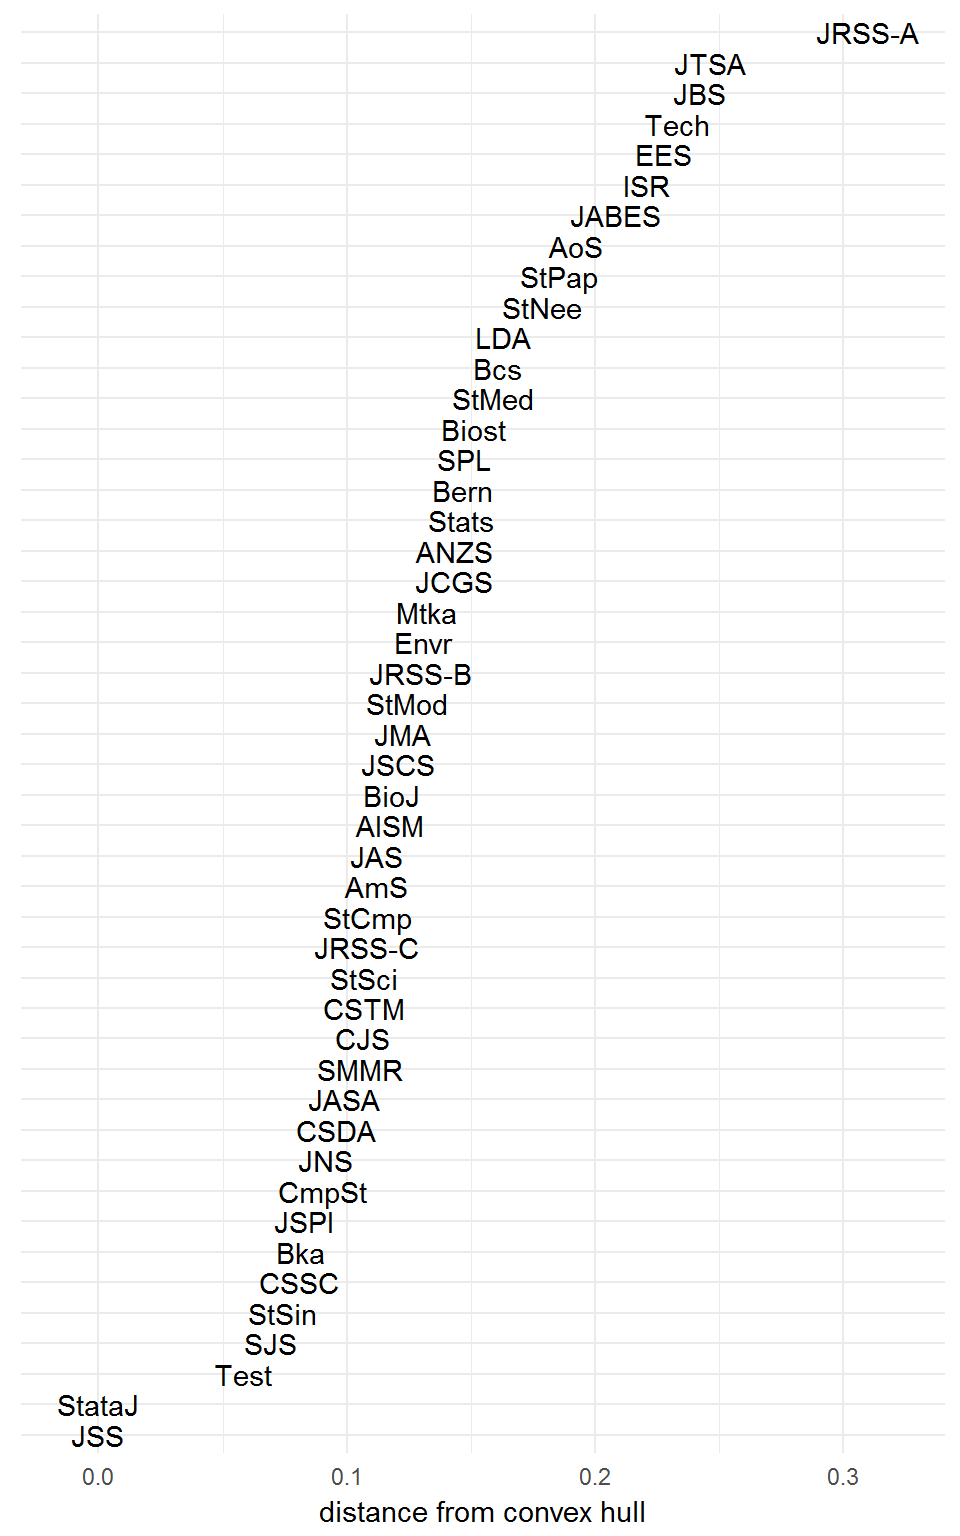 JRSS-A
JTSA
JBS
Tech
EES
ISR
JABES
AoS
StPap
StNee
LDA
Bcs
StMed
Biost
SPL
Bern
Stats
ANZS
JCGS
Mtka
Envr
JRSS-B
StMod
JMA
JSCS
BioJ
AISM
JAS
AmS
StCmp
JRSS-C
StSci
CSTM
CJS
SMMR
JASA
CSDA
JNS
CmpSt
JSPI
Bka
CSSC
StSin
SJS
Test
StataJ
JSS
0.0 0.1 0.2 0.3
distance from convex hull